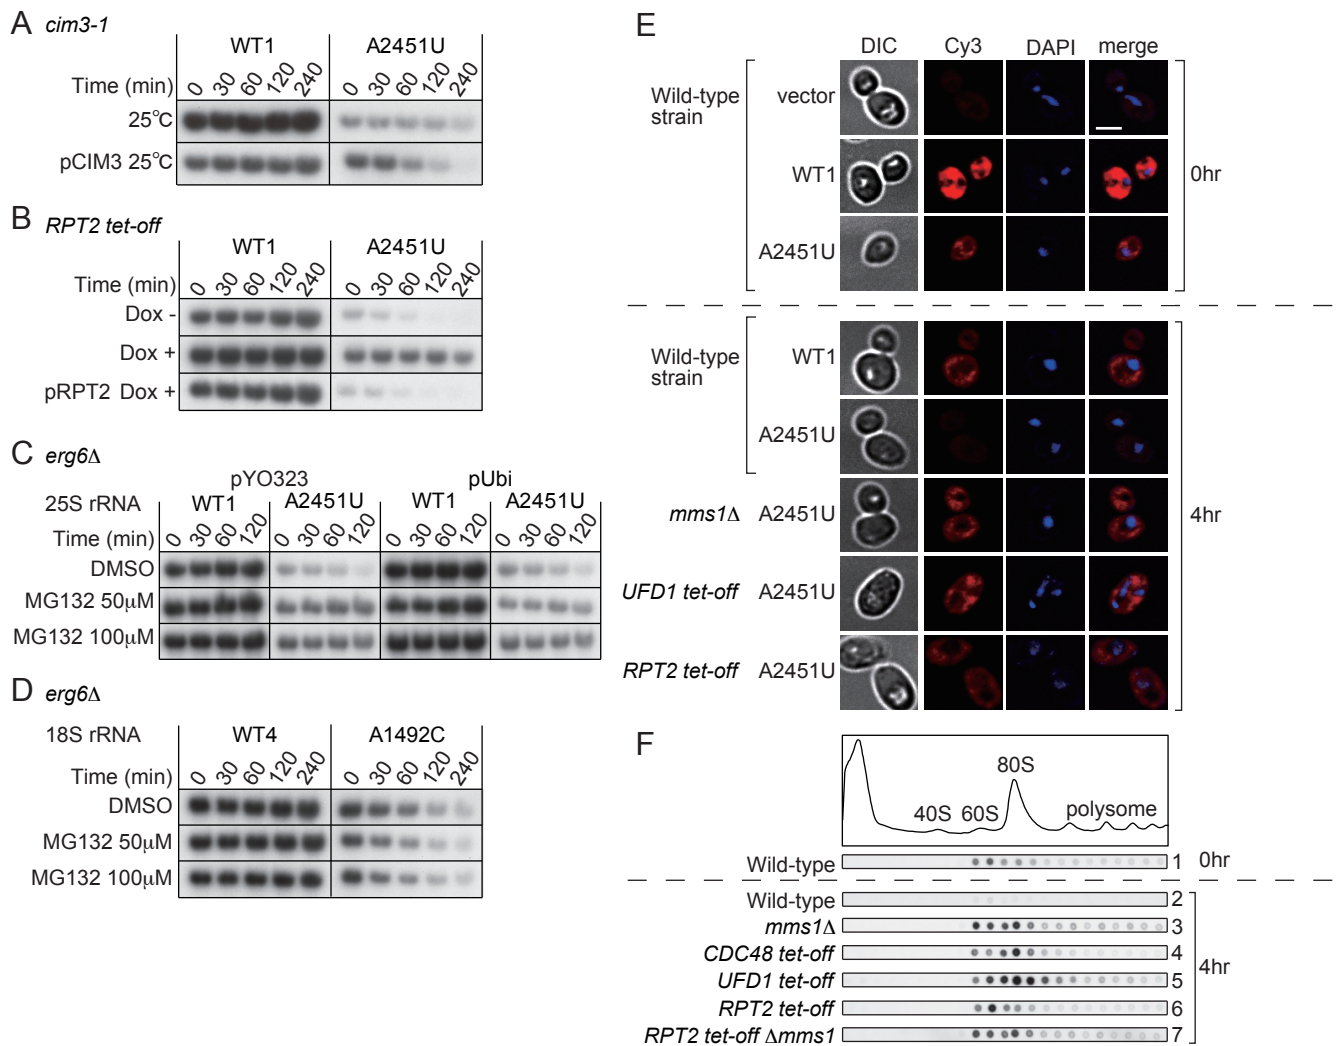 A cim3-1
WT1 A2451U
Time (min) 0 30 60 120 240 0 30 60 120 240
25°C
pCIM3 25°C
B RPT2 tet-off
WT1 A2451U
Time (min) 0 30 60 120 240 0 30 60 120 240
Dox -
Dox +
pRPT2 Dox +
C erg6Δ
pYO323 pUbi
25S rRNA WT1 A2451U WT1 A2451U
Time (min) 0 30 60 120 0 30 60 120 0 30 60 120 0 30 60 120
DMSO
MG132 50μM
MG132 100μM
D erg6Δ
18S rRNA WT4 A1492C
Time (min) 0 30 60 120 240 0 30 60 120 240
DMSO
MG132 50μM
MG132 100μM
E
DIC Cy3 DAPI merge
Wild-type
strain
vector
WT1
A2451U
0hr
Wild-type
strain
WT1
A2451U
mms1Δ A2451U
UFD1 tet-off A2451U
RPT2 tet-off A2451U
4hr
F
40S 60S 80S polysome
Wild-type 1 0hr
Wild-type 2
mms1Δ 3
CDC48 tet-off 4
UFD1 tet-off 5
RPT2 tet-off 6
RPT2 tet-off Δmms1 7
4hr